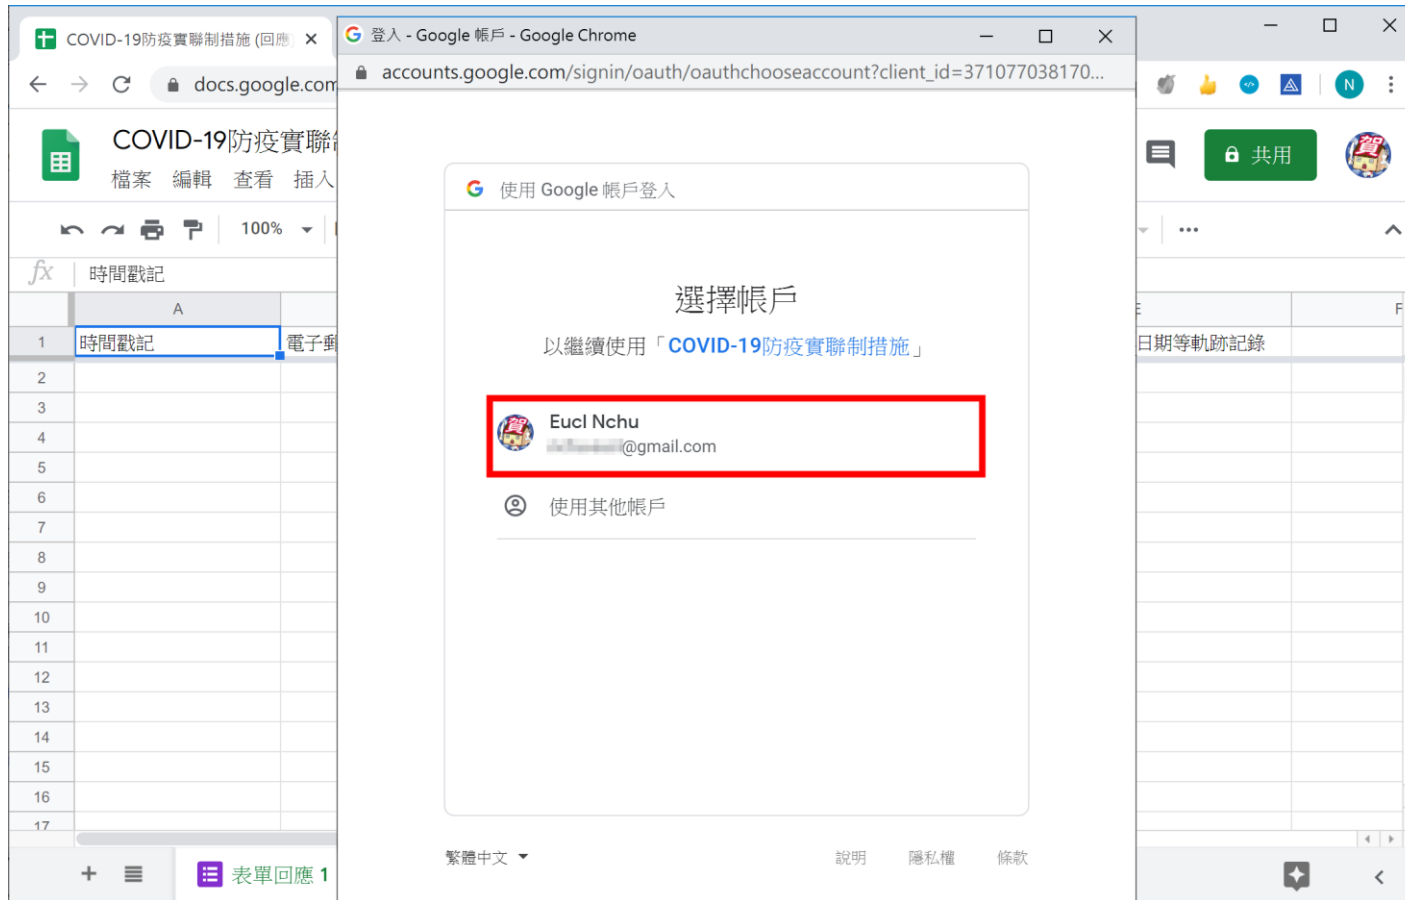 COVID-19防疫實聯制措施 (回應
登入 - Google 帳戶 - Google Chrome
docs.google.com
accounts.google.com/signin/oauth/oauthchooseaccount?client_id=371077038170...
N
COVID-19防疫實聯
共用
檔案 編輯 查看 插入
使用 Google 帳戶登入
100%
fx 時間戳記
選擇帳戶
以繼續使用「COVID-19防疫實聯制措施」
A
E
F
1 時間戳記 電子郵 日期等軌跡記錄
2
3
4
5
6
7
8
9
10
11
12
13
14
15
16
17
Eucl Nchu
@gmail.com
使用其他帳戶
繁體中文 說明 隱私權 條款
表單回應 1